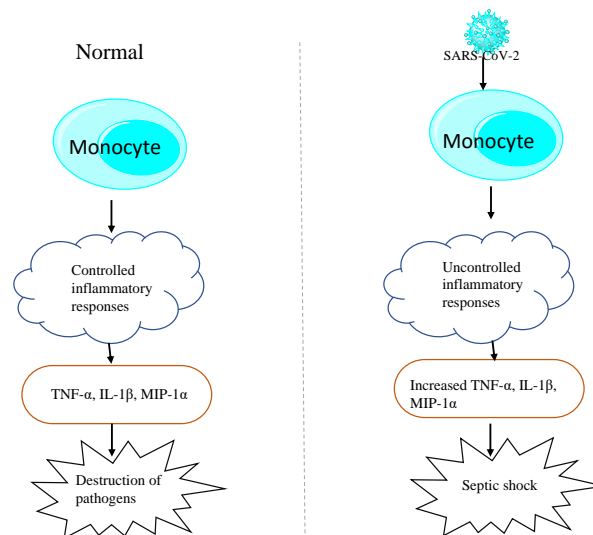 Normal
Monocyte
Controlled
inflammatory
responses
TNF-α, IL-1β, MIP-1α
Destruction of
pathogens
SARS-CoV-2
Monocyte
Uncontrolled
inflammatory
responses
Increased TNF-α, IL-1β,
MIP-1α
Septic shock